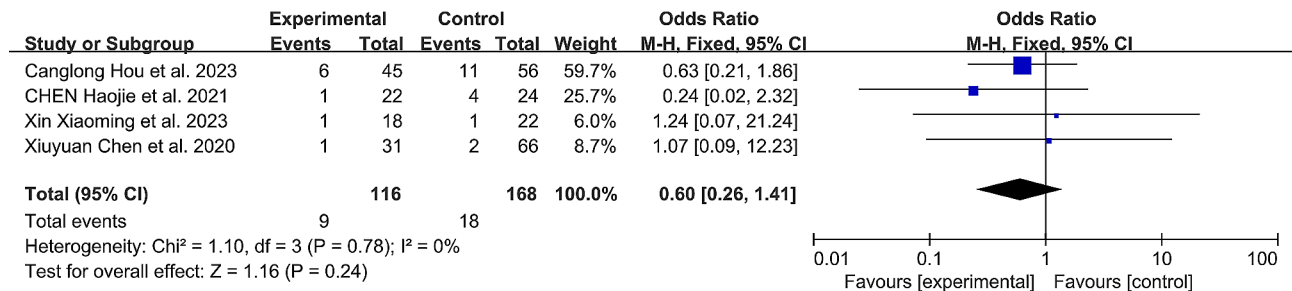 Experimental Control Odds Ratio Odds Ratio
Study or Subgroup Events Total Events Total Weight M-H, Fixed, 95% CI M-H, Fixed, 95% CI
Canglong Hou et al. 2023 6 45 11 56 59.7% 0.63 [0.21, 1.86]
CHEN Haojie et al. 2021 1 22 4 24 25.7% 0.24 [0.02, 2.32]
Xin Xiaoming et al. 2023 1 18 1 22 6.0% 1.24 [0.07, 21.24]
Xiuyuan Chen et al. 2020 1 31 2 66 8.7% 1.07 [0.09, 12.23]
Total (95% CI) 116 168 100.0% 0.60 [0.26, 1.41]
Total events 9 18
Heterogeneity: Chi² = 1.10, df = 3 (P = 0.78); I² = 0%
Test for overall effect: Z = 1.16 (P = 0.24)
0.01 0.1 1 10 100
Favours [experimental] Favours [control]